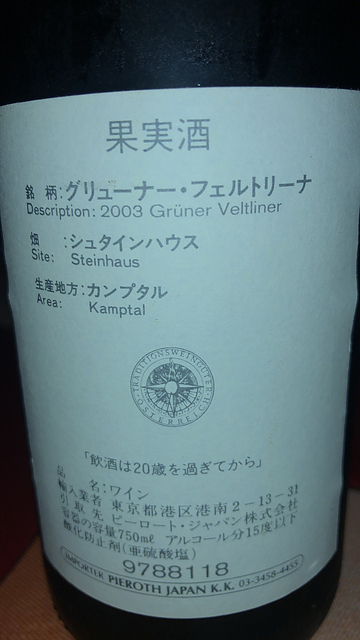 果実酒
銘 柄:グリューナー・フェルトリーナ
Description: 2003 Grüner Veltliner
畑 :シュタインハウス
Site: Steinhaus
生産地方:カンプタル
Area: Kamptal
TRADITIONSWEINGÜTER
ÖSTERREICH
「飲酒は20歳を過ぎてから」
品 名:ワイン
輸入業者 東京都港区港南2-13-31
引 取 先 ピーロート・ジャパン株式会社
容器の容量750mℓ アルコール分15度以下
酸化防止剤(亜硫酸塩)
9788118
IMPORTER PIEROTH JAPAN K.K. 03-3458-4455